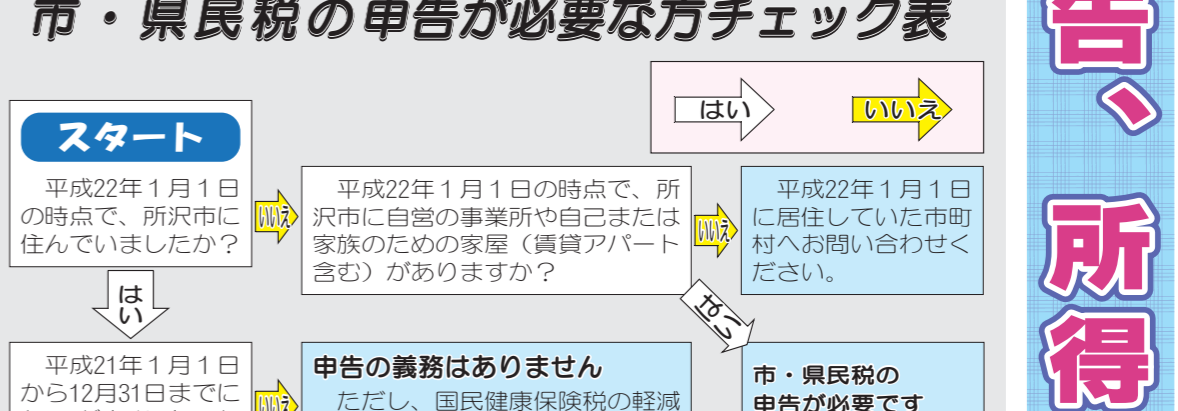 市・県民税の申告が必要な方チェック表
はい
いいえ
スタート
平成22年１月１日
の時点で、所沢市に
住んでいましたか？
いいえ
平成22年１月１日の時点で、所
沢市に自営の事業所や自己または
家族のための家屋（賃貸アパート
含む）がありますか？
いいえ
平成22年１月１日
に居住していた市町
村へお問い合わせく
ださい。
はい
はい
平成21年１月１日
から12月31日までに
いいえ
申告の義務はありません
ただし、国民健康保険税の軽減
市・県民税の
申告が必要です
告、所得